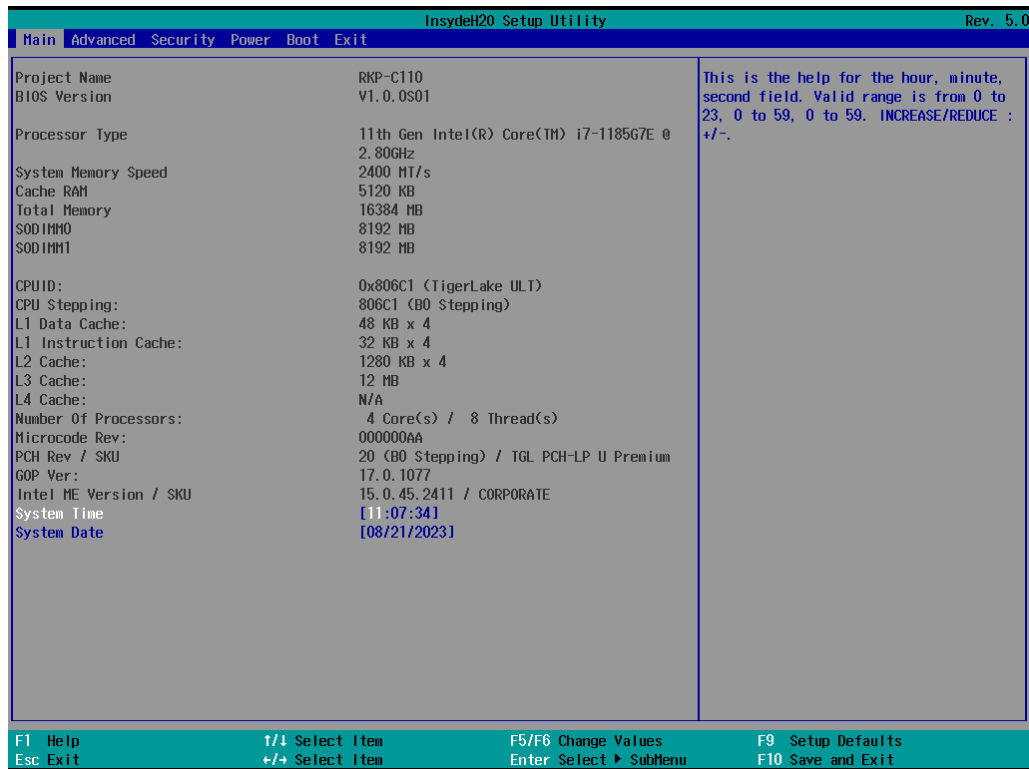 InsydeH20 Setup Utility Rev. 5.0
Main Advanced Security Power Boot Exit
Project Name RKP-C110
BIOS Version V1.0.0S01
Processor Type 11th Gen Intel(R) Core(TM) i7-1185G7E @
2.80GHz
System Memory Speed 2400 MT/s
Cache RAM 5120 KB
Total Memory 16384 MB
SODIMM0 8192 MB
SODIMM1 8192 MB
CPUID: 0x806C1 (TigerLake ULT)
CPU Stepping: 806C1 (B0 Stepping)
L1 Data Cache: 48 KB x 4
L1 Instruction Cache: 32 KB x 4
L2 Cache: 1280 KB x 4
L3 Cache: 12 MB
L4 Cache: N/A
Number Of Processors: 4 Core(s) / 8 Thread(s)
Microcode Rev: 000000AA
PCH Rev / SKU 20 (B0 Stepping) / TGL PCH-LP U Premium
GOP Ver: 17.0.1077
Intel ME Version / SKU 15.0.45.2411 / CORPORATE
System Time [11:07:34]
System Date [08/21/2023]
This is the help for the hour, minute,
second field. Valid range is from 0 to
23, 0 to 59, 0 to 59. INCREASE/REDUCE :
+/-.
F1 Help ↑/↓ Select Item F5/F6 Change Values F9 Setup Defaults
Esc Exit ←/→ Select Item Enter Select ▶ SubMenu F10 Save and Exit